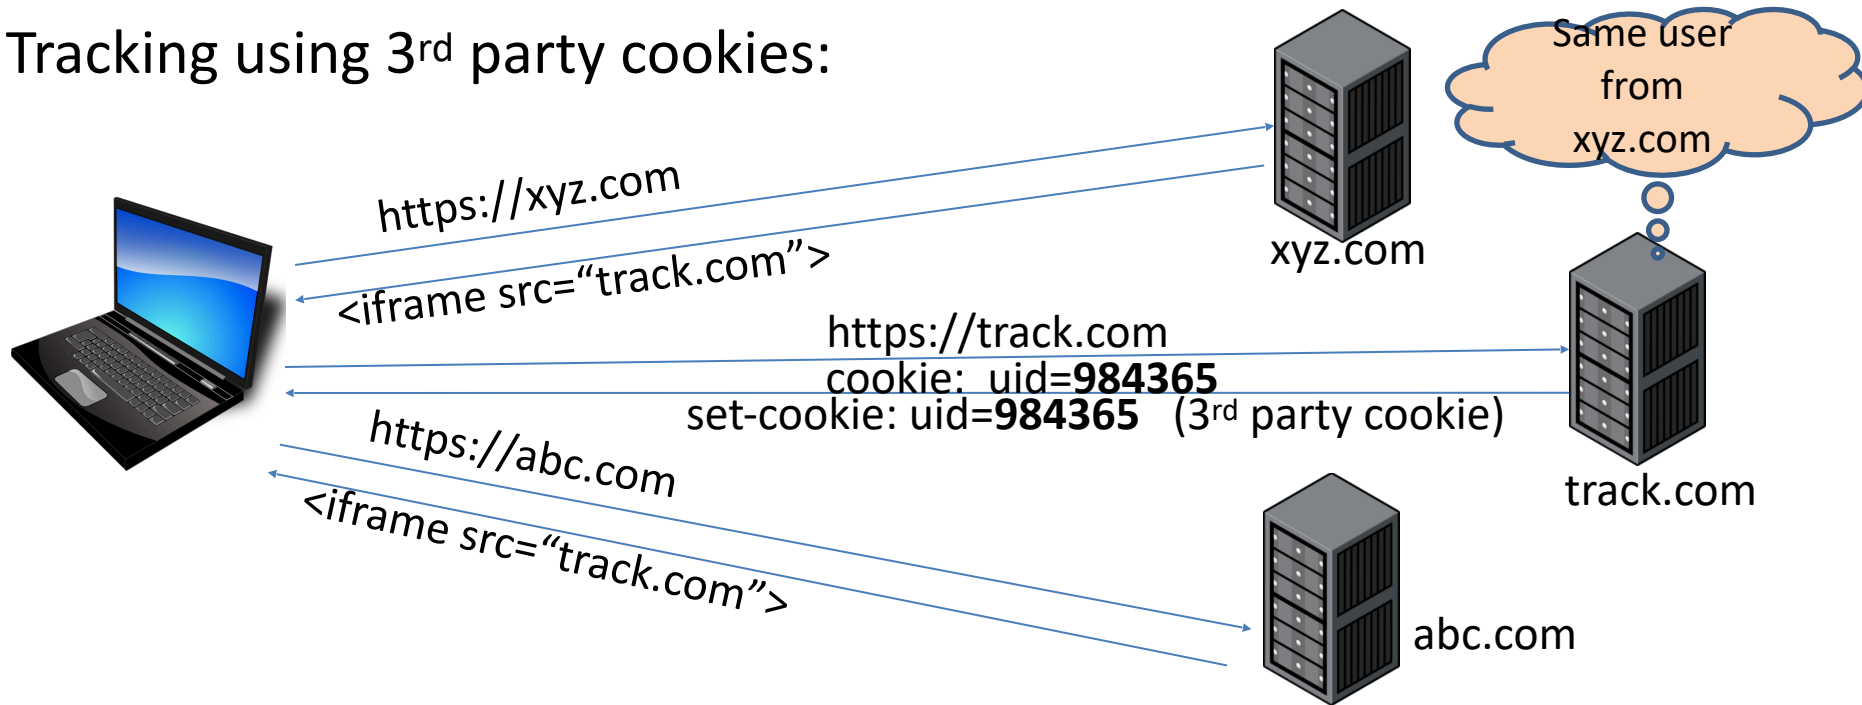 Tracking using 3rd party cookies:
Same user
from
xyz.com
https://xyz.com
<iframe src=“track.com”>
xyz.com
https://track.com
cookie: uid=984365
set-cookie: uid=984365 (3rd party cookie)
track.com
https://abc.com
<iframe src=“track.com”>
abc.com